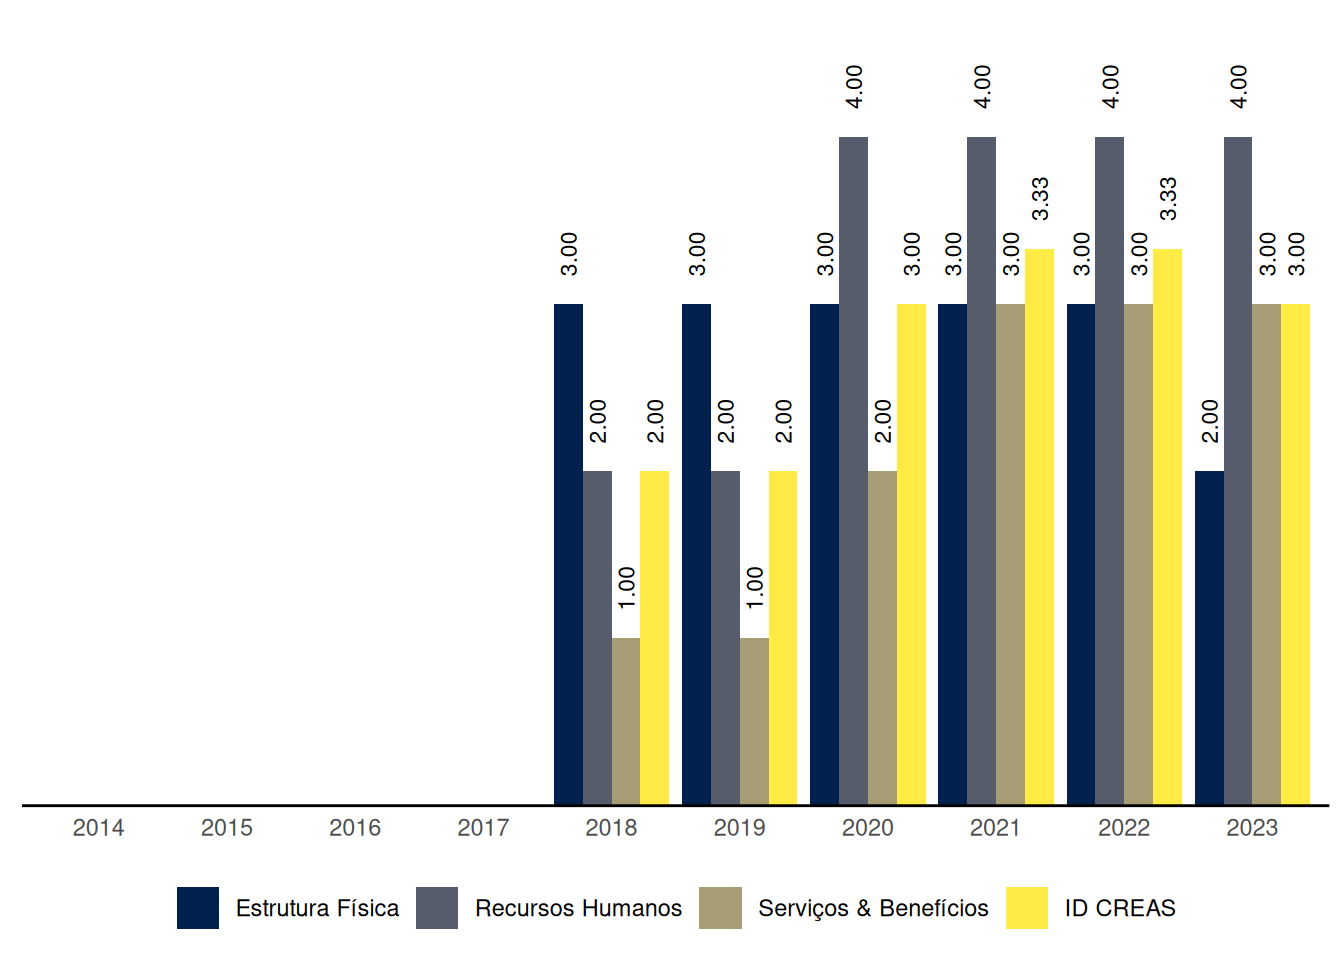 4.00 4.00 4.00 4.00
3.33 3.33
3.00 3.00 3.00 3.00 3.00 3.00 3.00 3.00 3.00 3.00
2.00 2.00 2.00 2.00 2.00 2.00
1.00 1.00
2014 2015 2016 2017 2018 2019 2020 2021 2022 2023
Estrutura Física Recursos Humanos Serviços & Benefícios ID CREAS